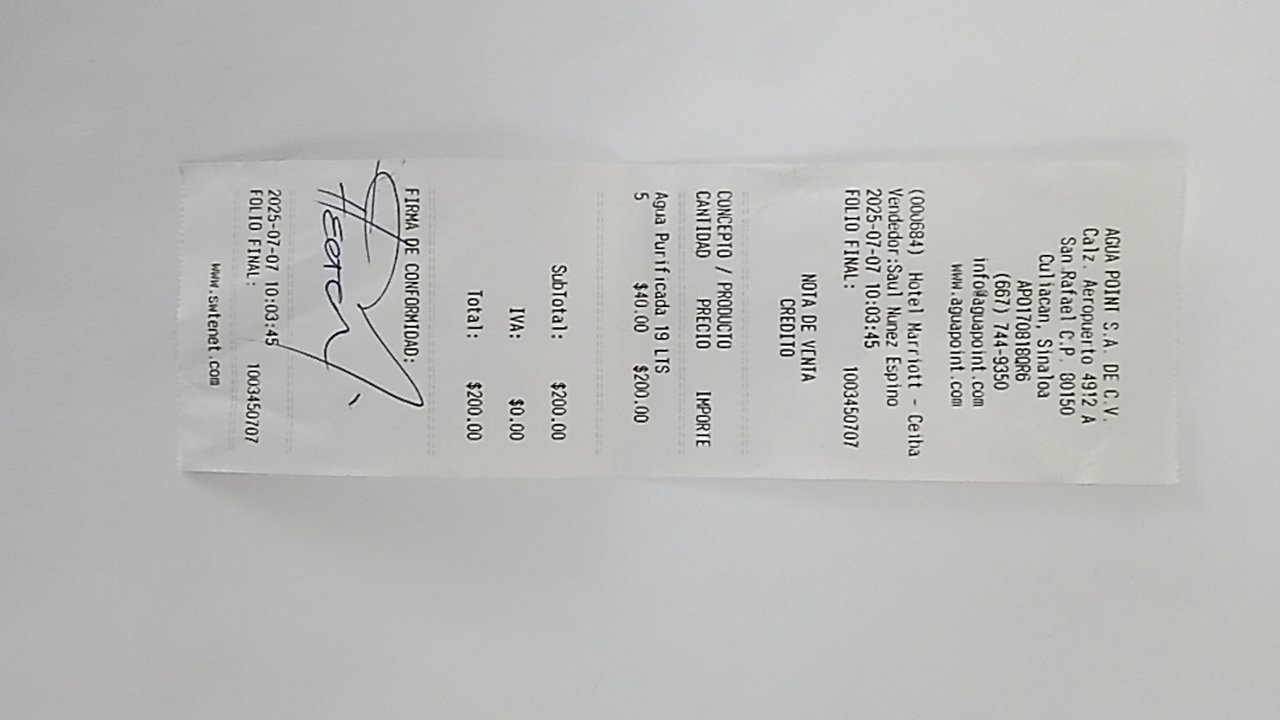 AGUA POINT S.A. DE C.V.
Calz. Aeropuerto 4912 A
San Rafael C.P. 80150
Culiacan, Sinaloa
APO170818QR6
(667) 744-9350
info@aguapoint.com
www.aguapoint.com
(000684) Hotel Marriott - Ceiba
Vendedor:Saul Nunez Espino
2025-07-07 10:03:45
FOLIO FINAL: 1003450707
NOTA DE VENTA
CREDITO
CONCEPTO / PRODUCTO
CANTIDAD PRECIO IMPORTE
Agua Purificada 19 LTS
5 $40.00 $200.00
SubTotal: $200.00
IVA: $0.00
Total: $200.00
FIRMA DE CONFORMIDAD:
2025-07-07 10:03:45
FOLIO FINAL: 1003450707
www.swtenet.com